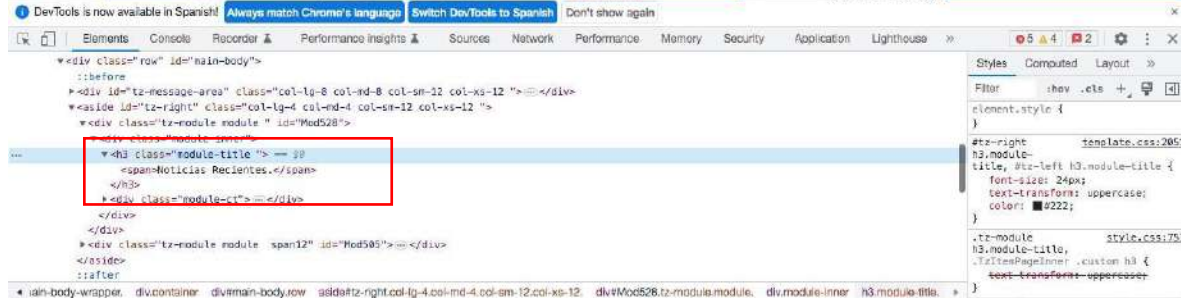 DevTools is now available in Spanish! Always match Chrome's language Switch DevTools to Spanish Don't show again ×
Elements Console Recorder Performance insights Sources Network Performance Memory Security Application Lighthouse » 5 4 2
▼<div class="row" id="main-body">
::before
▶<div id="tz-message-area" class="col-lg-8 col-md-8 col-sm-12 col-xs-12 ">…</div>
▼<aside id="tz-right" class="col-lg-4 col-md-4 col-sm-12 col-xs-12 ">
▼<div class="tz-module module " id="Mod528">
▼<div class="module-inner">
… ▼<h3 class="module-title "> == $0
<span>Noticias Recientes.</span>
</h3>
▶<div class="module-ct">…</div>
</div>
</div>
▶<div class="tz-module module span12" id="Mod505">…</div>
</aside>
::after
ain-body-wrapper. div.container div#main-body.row aside#tz-right.col-lg-4.col-md-4.col-sm-12.col-xs-12. div#Mod528.tz-module.module. div.module-inner h3.module-title.
Styles Computed Layout »
Filter :hov .cls +
element.style {
}
#tz-right template.css:205
h3.module-
title, #tz-left h3.module-title {
font-size: 24px;
text-transform: uppercase;
color: #222;
}
.tz-module style.css:75
h3.module-title,
.TzItemsPageInner .custom h3 {
text-transform: uppercase;
}